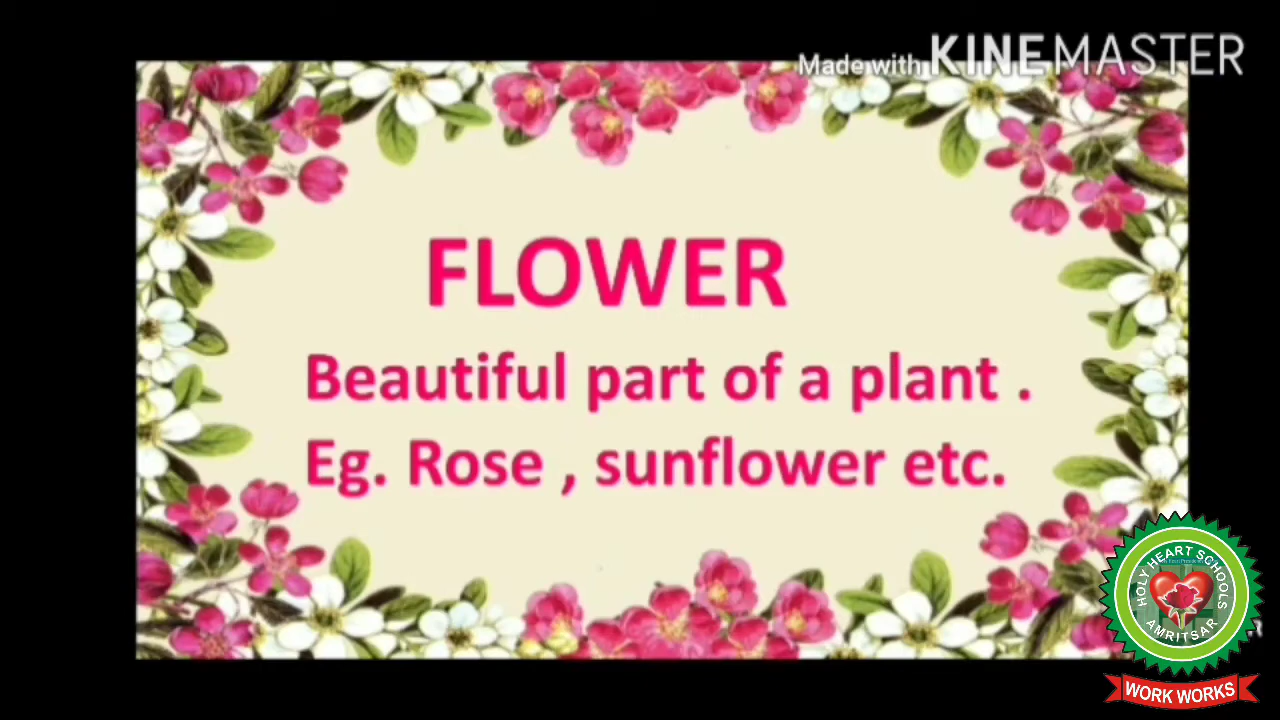 Made with KINEMASTER
FLOWER
Beautiful part of a plant .
Eg. Rose , sunflower etc.
HOLY HEART SCHOOLS
AMRITSAR
WORK WORKS